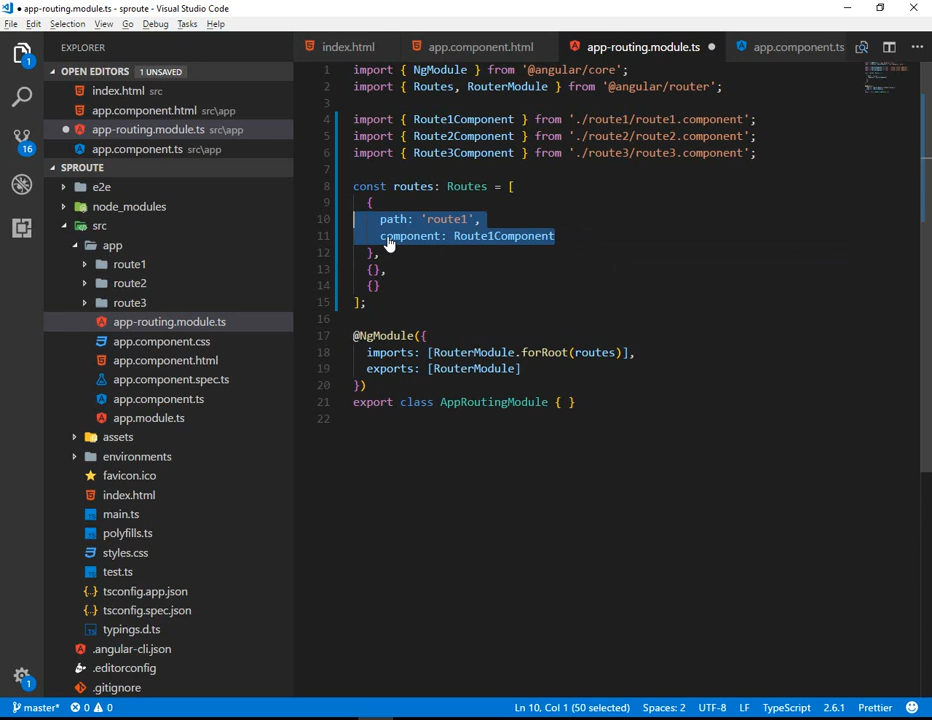 app-routing.module.ts - sproute - Visual Studio Code
File Edit Selection View Go Debug Tasks Help
EXPLORER
index.html
app.component.html
app-routing.module.ts
app.component.ts
OPEN EDITORS 1 UNSAVED
index.html src
app.component.html src\app
app-routing.module.ts src\app
app.component.ts src\app
SPROUTE
e2e
node_modules
src
app
route1
route2
route3
app-routing.module.ts
app.component.css
app.component.html
app.component.spec.ts
app.component.ts
app.module.ts
assets
environments
favicon.ico
index.html
main.ts
polyfills.ts
styles.css
test.ts
tsconfig.app.json
tsconfig.spec.json
typings.d.ts
.angular-cli.json
.editorconfig
.gitignore
1
16
1
1 import { NgModule } from '@angular/core';
2 import { Routes, RouterModule } from '@angular/router';
3
4 import { Route1Component } from './route1/route1.component';
5 import { Route2Component } from './route2/route2.component';
6 import { Route3Component } from './route3/route3.component';
7
8 const routes: Routes = [
9 {
10 path: 'route1',
11 component: Route1Component
12 },
13 {},
14 {}
15 ];
16
17 @NgModule({
18 imports: [RouterModule.forRoot(routes)],
19 exports: [RouterModule]
20 })
21 export class AppRoutingModule { }
22
master* 0 0
Ln 10, Col 1 (50 selected) Spaces: 2 UTF-8 LF TypeScript 2.6.1 Prettier